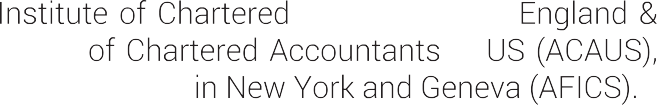 Institute of Chartered England &
of Chartered Accountants US (ACAUS),
in New York and Geneva (AFICS).